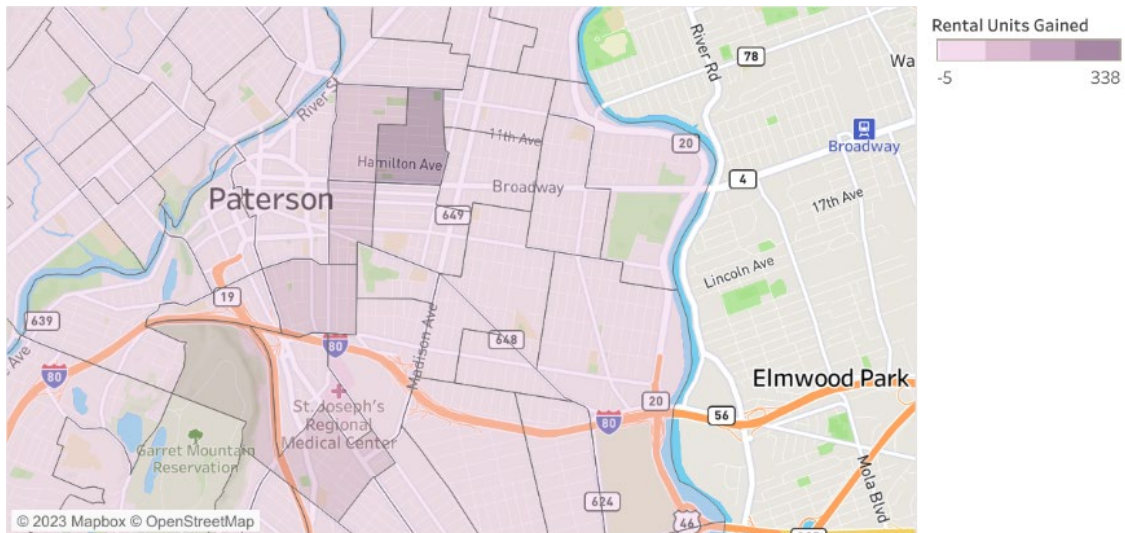 Rental Units Gained
-5
338
78
River Rd
Wa
River St
20
11th Ave
Hamilton Ave
Broadway
Broadway
4
Paterson
649
17th Ave
Lincoln Ave
19
639
Madison Ave
648
80
80
Elmwood Park
St. Joseph's
Regional
Medical Center
20
56
80
Garret Mountain
Reservation
Mola Blvd
624
46
© 2023 Mapbox © OpenStreetMap